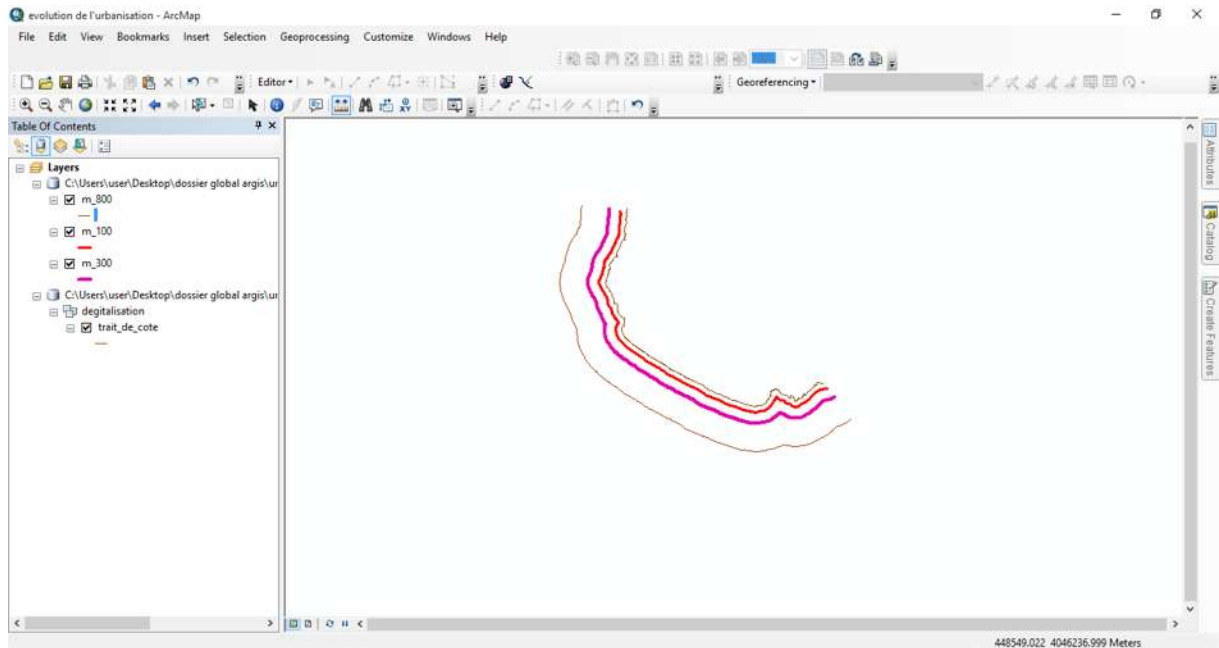 evolution de l'urbanisation - ArcMap
File Edit View Bookmarks Insert Selection Geoprocessing Customize Windows Help
Editor Georeferencing
Table Of Contents
Layers
C:\Users\user\Desktop\dossier global argis\ur
m_800
m_100
m_300
C:\Users\user\Desktop\dossier global argis\ur
degitalisation
trait_de_cote
Attributes
Catalog
Create Features
448549.022 4046236.999 Meters